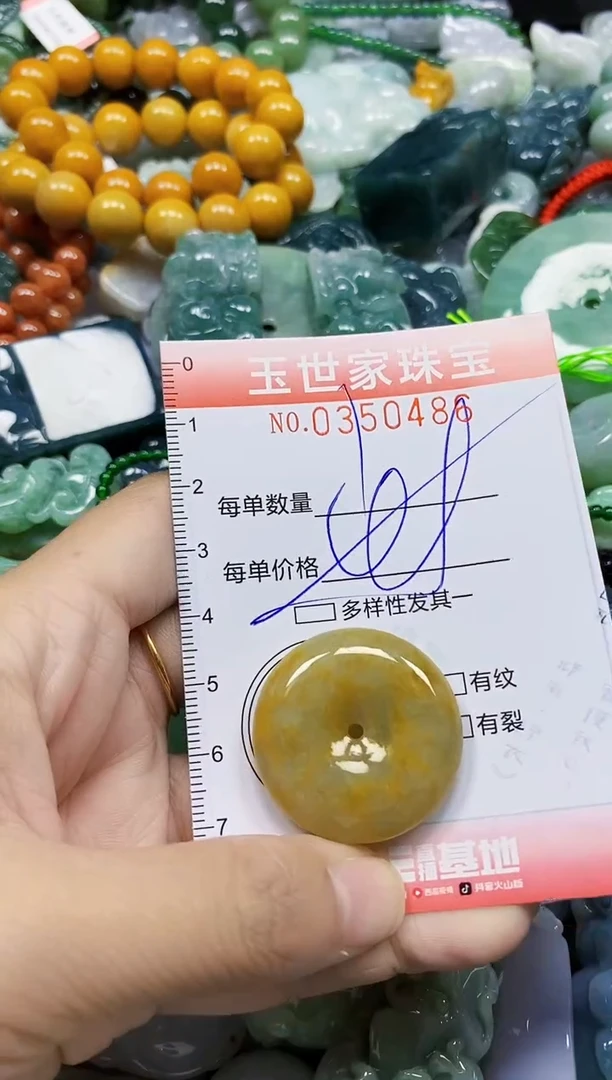 玉世家珠宝
NO.0350486
0
1
2
每单数量
3
每单价格
4
多样性发其一
5
有纹
有裂
6
7
基地
抖音火山版